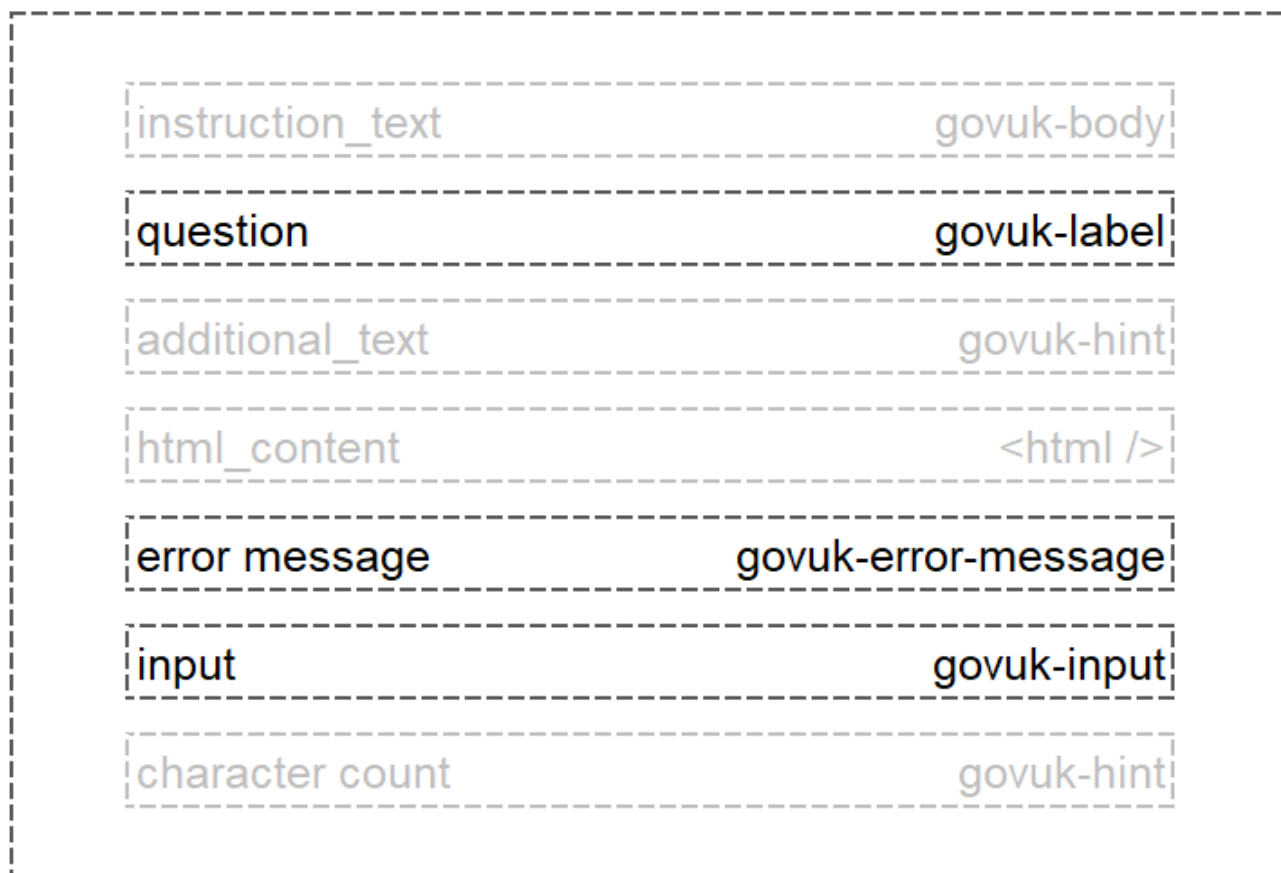 instruction_text govuk-body
question govuk-label
additional_text govuk-hint
html_content <html />
error message govuk-error-message
input govuk-input
character count govuk-hint